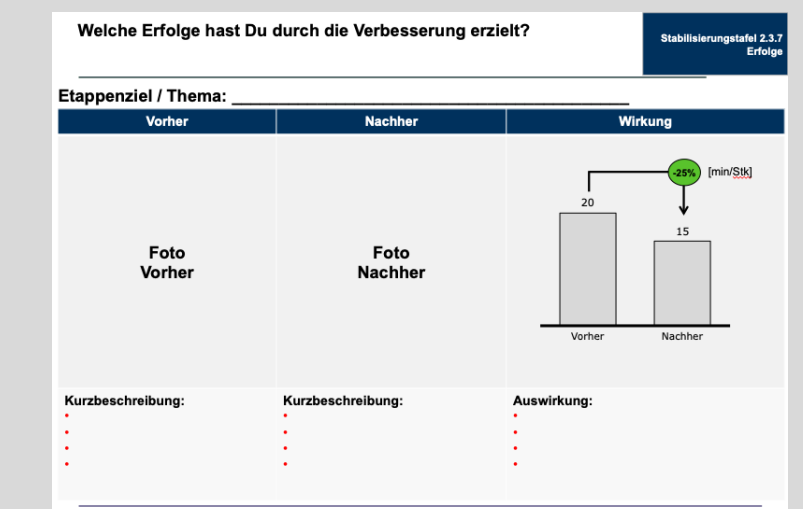 Welche Erfolge hast Du durch die Verbesserung erzielt?
Stabilisierungstafel 2.3.7
Erfolge
Etappenziel / Thema:
Vorher
Nachher
Wirkung
Foto
Vorher
Foto
Nachher
-25%
[min/Stk]
20
15
Vorher
Nachher
Kurzbeschreibung:
Kurzbeschreibung:
Auswirkung: